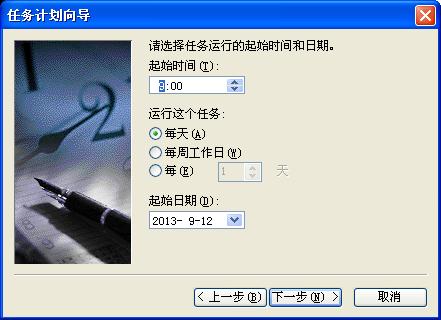 任务计划向导
请选择任务运行的起始时间和日期。
起始时间(T):
9:00
运行这个任务:
每天(A)
每周工作日(W)
每(E) 1 天
起始日期(D):
2013- 9-12
< 上一步(B) 下一步(N) > 取消